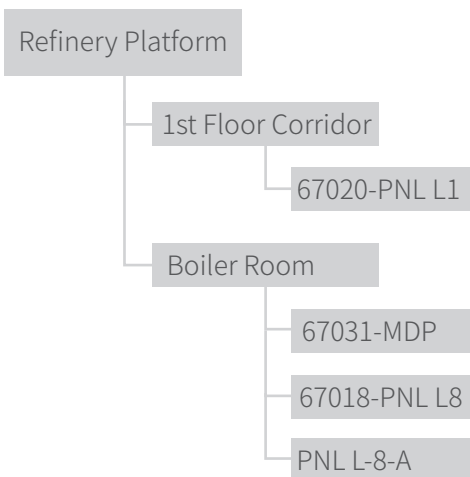 Refinery Platform
1st Floor Corridor
67020-PNL L1
Boiler Room
67031-MDP
67018-PNL L8
PNL L-8-A